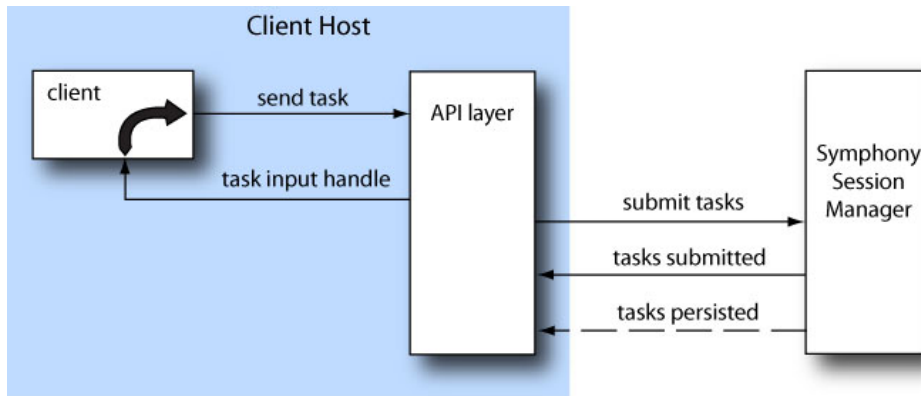 Client Host
client
send task
API layer
task input handle
Symphony
Session
Manager
submit tasks
tasks submitted
tasks persisted